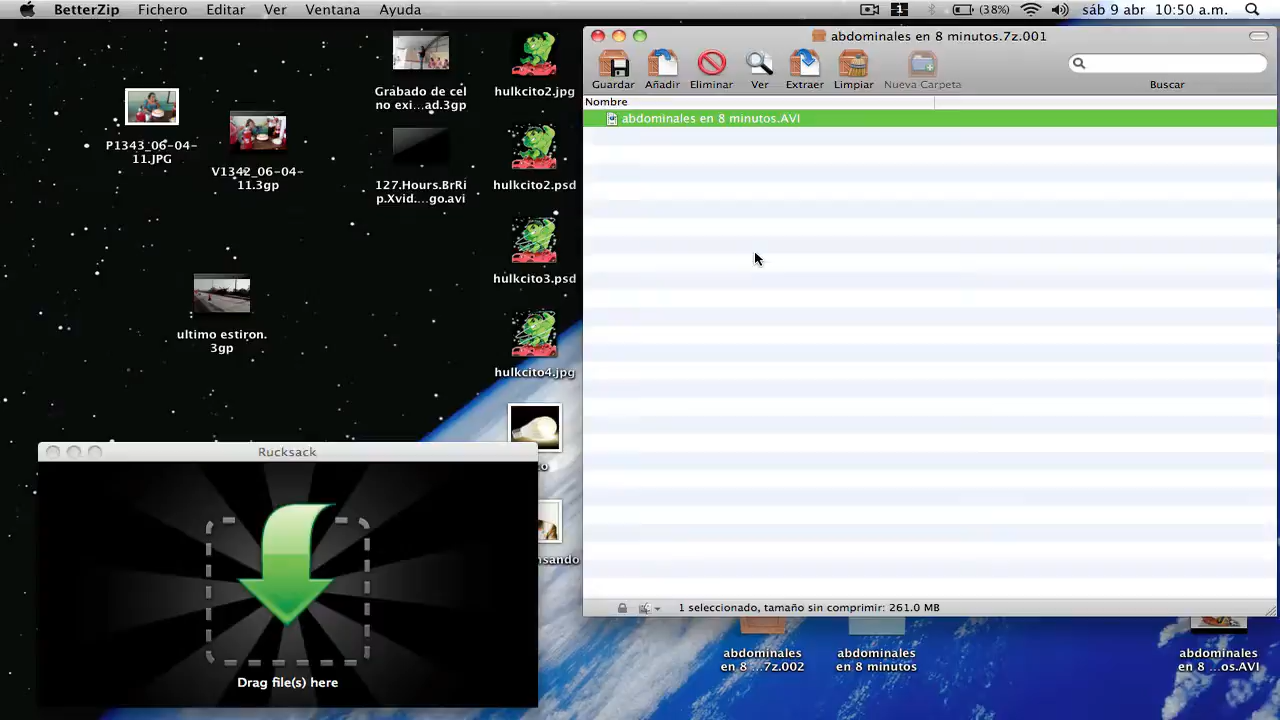 BetterZip Fichero Editar Ver Ventana Ayuda 1 (38%) sáb 9 abr 10:50 a.m.
abdominales en 8 minutos.7z.001
Guardar Añadir Eliminar Ver Extraer Limpiar Nueva Carpeta Buscar
Nombre
abdominales en 8 minutos.AVI
1 seleccionado, tamaño sin comprimir: 261.0 MB
P1343_06-04-
11.JPG
V1342_06-04-
11.3gp
Grabado de cel
no exi...ad.3gp
127.Hours.BrRi
p.Xvid....go.avi
hulkcito2.jpg
hulkcito2.psd
hulkcito3.psd
hulkcito4.jpg
ultimo estiron.
3gp
Rucksack
Drag file(s) here
abdominales
en 8 ...7z.002
abdominales
en 8 minutos
abdominales
en 8 ...os.AVI